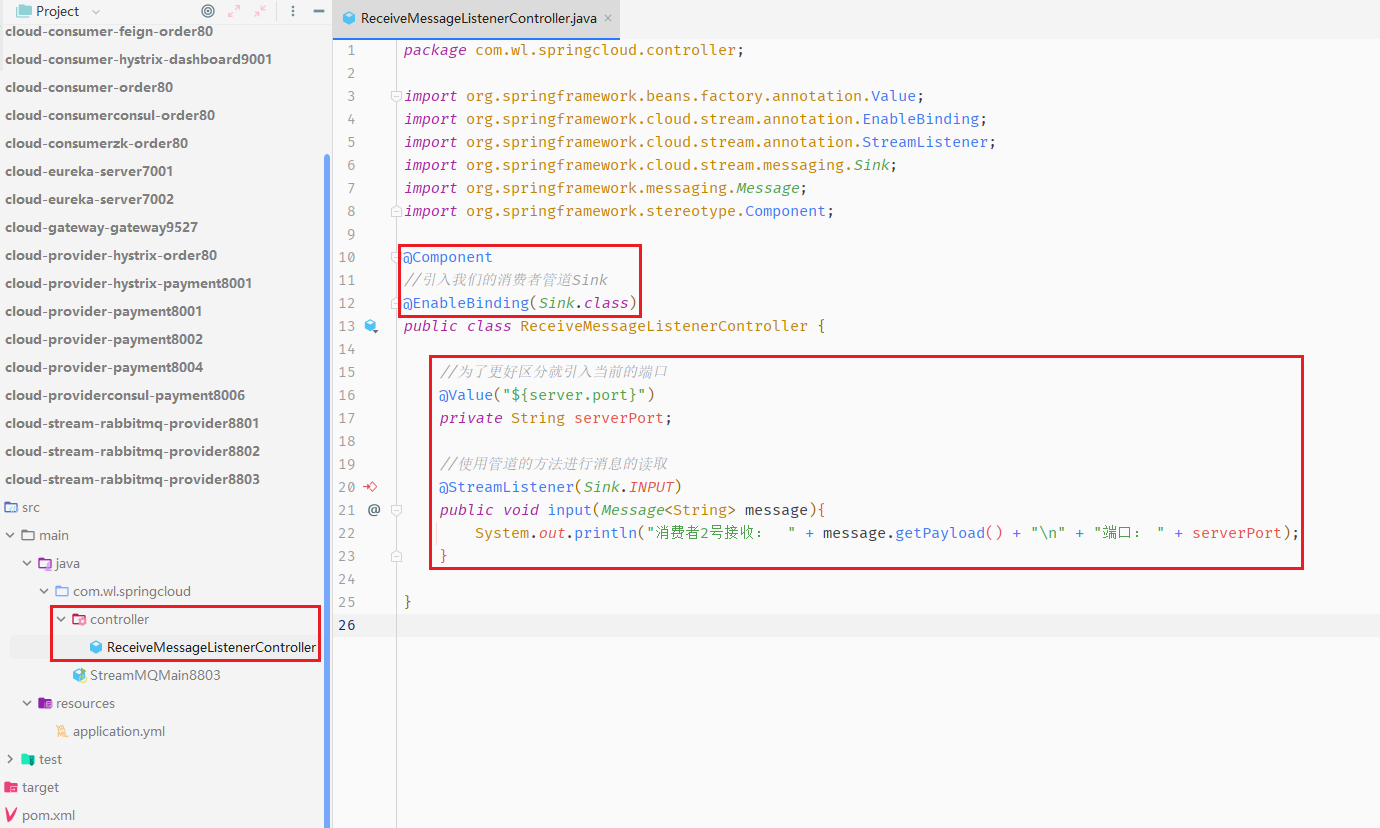 Project
cloud-consumer-feign-order80
cloud-consumer-hystrix-dashboard9001
cloud-consumer-order80
cloud-consumerconsul-order80
cloud-consumerzk-order80
cloud-eureka-server7001
cloud-eureka-server7002
cloud-gateway-gateway9527
cloud-provider-hystrix-order80
cloud-provider-hystrix-payment8001
cloud-provider-payment8001
cloud-provider-payment8002
cloud-provider-payment8004
cloud-providerconsul-payment8006
cloud-stream-rabbitmq-provider8801
cloud-stream-rabbitmq-provider8802
cloud-stream-rabbitmq-provider8803
src
main
java
com.wl.springcloud
controller
ReceiveMessageListenerController
StreamMQMain8803
resources
application.yml
test
target
pom.xml
ReceiveMessageListenerController.java ×
1 package com.wl.springcloud.controller;
2
3 import org.springframework.beans.factory.annotation.Value;
4 import org.springframework.cloud.stream.annotation.EnableBinding;
5 import org.springframework.cloud.stream.annotation.StreamListener;
6 import org.springframework.cloud.stream.messaging.Sink;
7 import org.springframework.messaging.Message;
8 import org.springframework.stereotype.Component;
9
10 @Component
11 //引入我们的消费者管道Sink
12 @EnableBinding(Sink.class)
13 public class ReceiveMessageListenerController {
14
15 //为了更好区分就引入当前的端口
16 @Value("${server.port}")
17 private String serverPort;
18
19 //使用管道的方法进行消息的读取
20 @StreamListener(Sink.INPUT)
21 @ public void input(Message<String> message){
22 System.out.println("消费者2号接收： " + message.getPayload() + "\n" + "端口： " + serverPort);
23 }
24
25 }
26